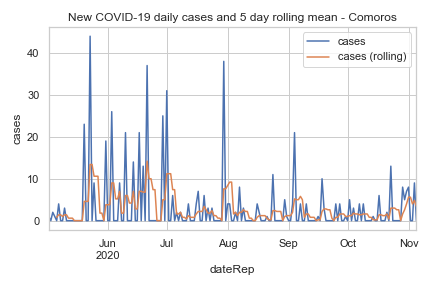 New COVID-19 daily cases and 5 day rolling mean - Comoros
cases
cases (rolling)
cases
40
30
20
10
0
Jun
2020
Jul
Aug
Sep
Oct
Nov
dateRep